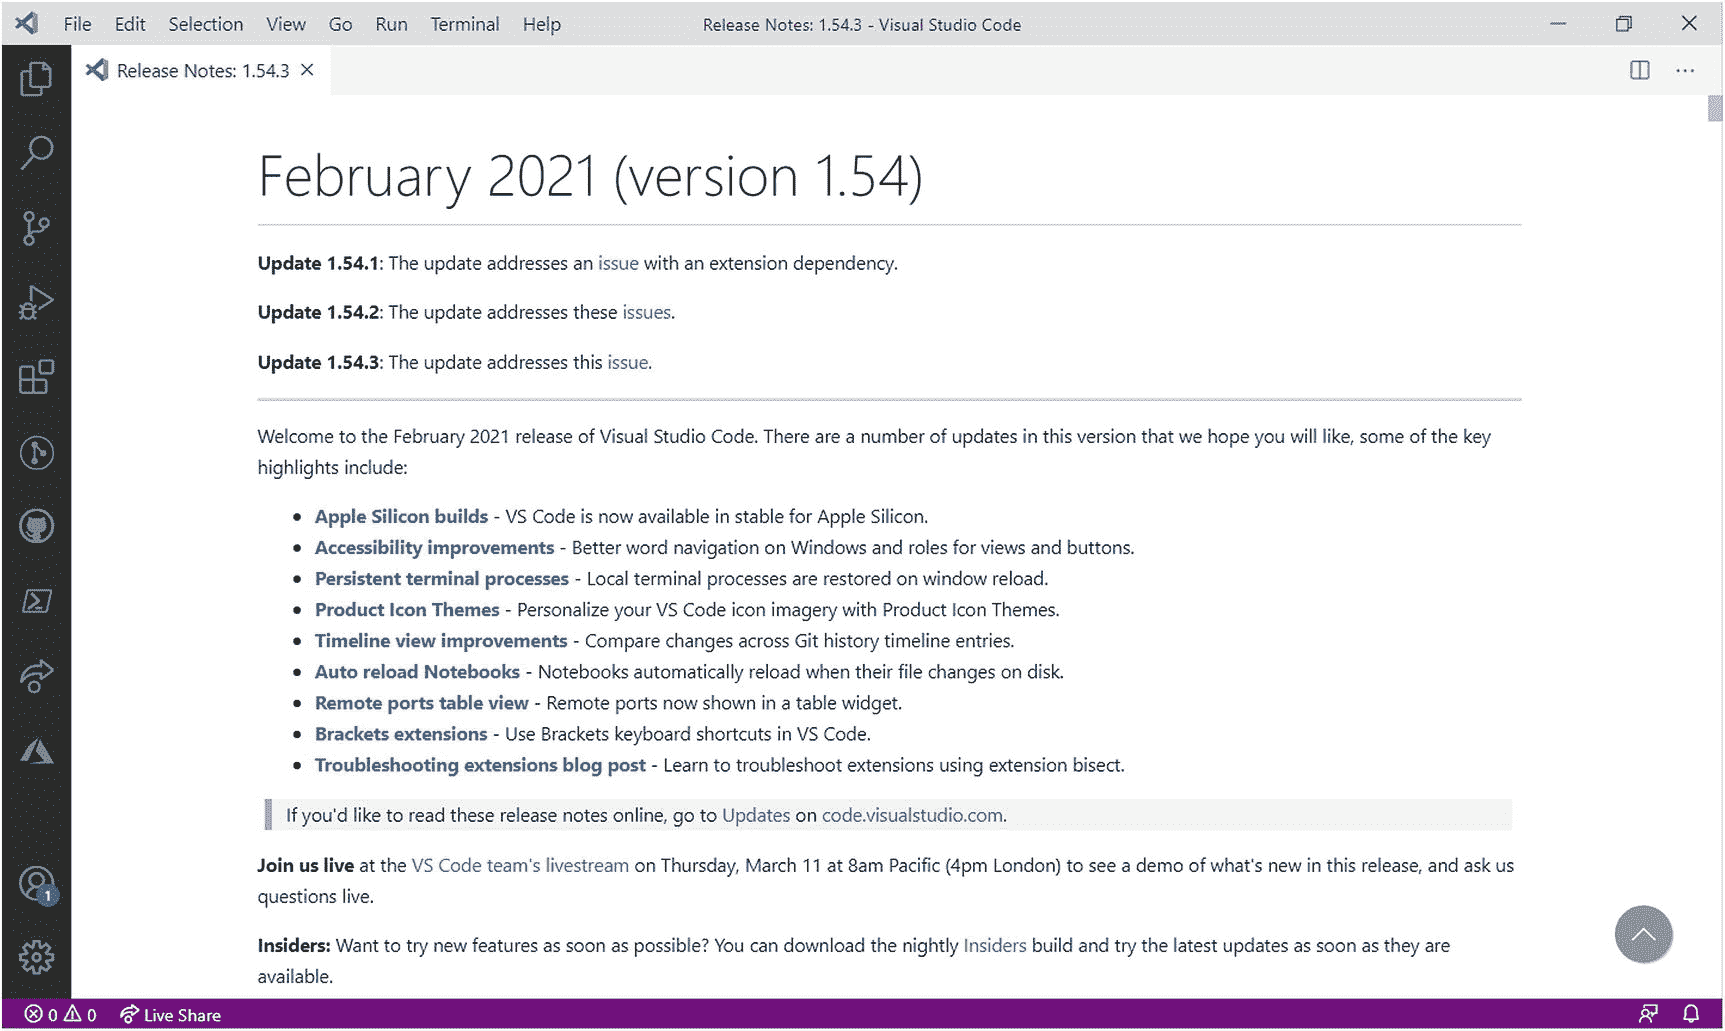 File Edit Selection View Go Run Terminal Help Release Notes: 1.54.3 - Visual Studio Code
Release Notes: 1.54.3
February 2021 (version 1.54)
Update 1.54.1: The update addresses an issue with an extension dependency.
Update 1.54.2: The update addresses these issues.
Update 1.54.3: The update addresses this issue.
Welcome to the February 2021 release of Visual Studio Code. There are a number of updates in this version that we hope you will like, some of the key
highlights include:
• Apple Silicon builds - VS Code is now available in stable for Apple Silicon.
• Accessibility improvements - Better word navigation on Windows and roles for views and buttons.
• Persistent terminal processes - Local terminal processes are restored on window reload.
• Product Icon Themes - Personalize your VS Code icon imagery with Product Icon Themes.
• Timeline view improvements - Compare changes across Git history timeline entries.
• Auto reload Notebooks - Notebooks automatically reload when their file changes on disk.
• Remote ports table view - Remote ports now shown in a table widget.
• Brackets extensions - Use Brackets keyboard shortcuts in VS Code.
• Troubleshooting extensions blog post - Learn to troubleshoot extensions using extension bisect.
If you'd like to read these release notes online, go to Updates on code.visualstudio.com.
Join us live at the VS Code team's livestream on Thursday, March 11 at 8am Pacific (4pm London) to see a demo of what's new in this release, and ask us
questions live.
1
Insiders: Want to try new features as soon as possible? You can download the nightly Insiders build and try the latest updates as soon as they are
available.
0 0 Live Share